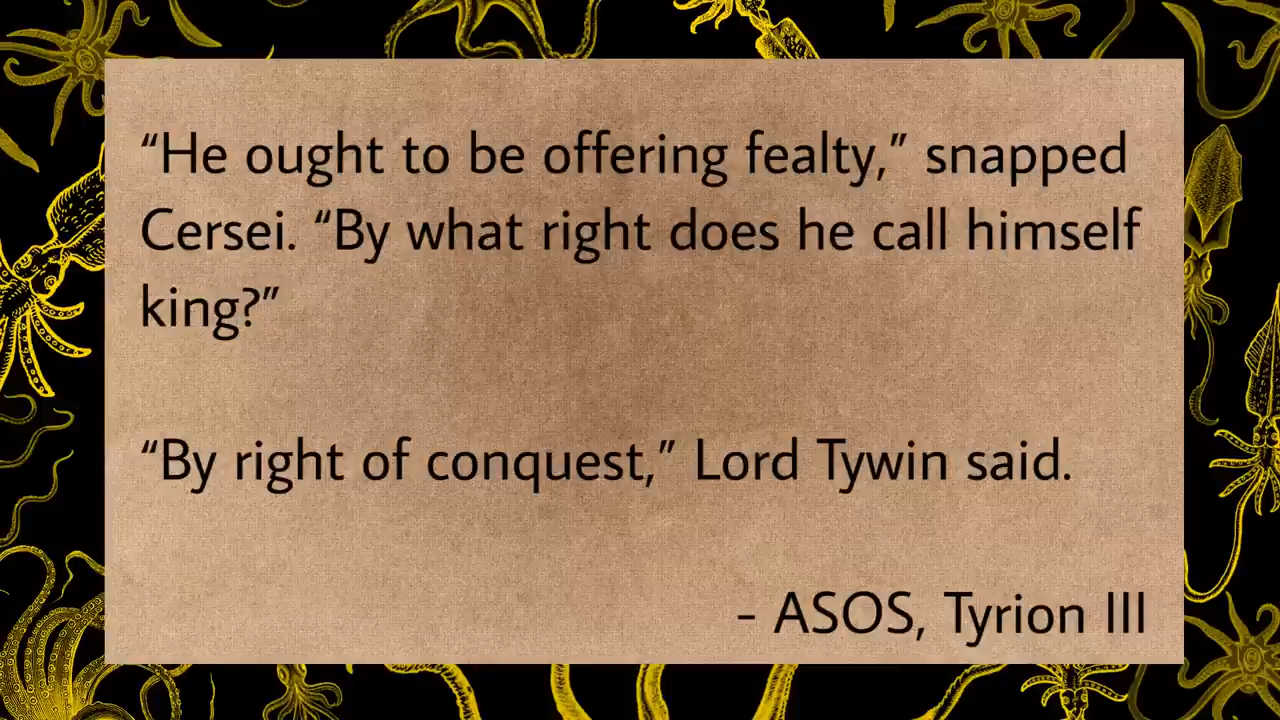 “He ought to be offering fealty,” snapped
Cersei. “By what right does he call himself
king?”
“By right of conquest,” Lord Tywin said.
- ASOS, Tyrion III